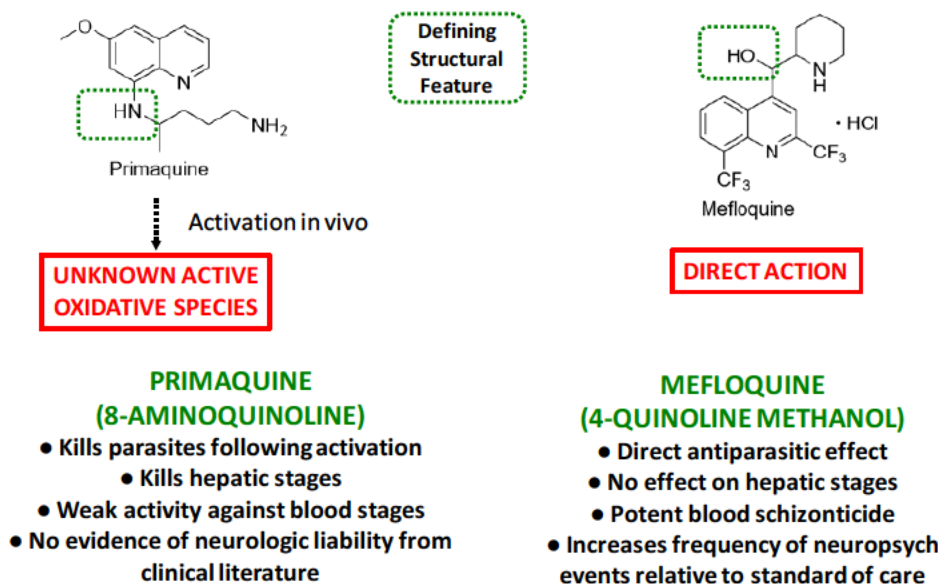 O
N
HN
NH₂
Primaquine
Activation in vivo
UNKNOWN ACTIVE
OXIDATIVE SPECIES
Defining
Structural
Feature
HO
NH
N
CF₃
CF₃
• HCl
Mefloquine
DIRECT ACTION
PRIMAQUINE
(8-AMINOQUINOLINE)
● Kills parasites following activation
● Kills hepatic stages
● Weak activity against blood stages
● No evidence of neurologic liability from
clinical literature
MEFLOQUINE
(4-QUINOLINE METHANOL)
● Direct antiparasitic effect
● No effect on hepatic stages
● Potent blood schizonticide
● Increases frequency of neuropsych
events relative to standard of care